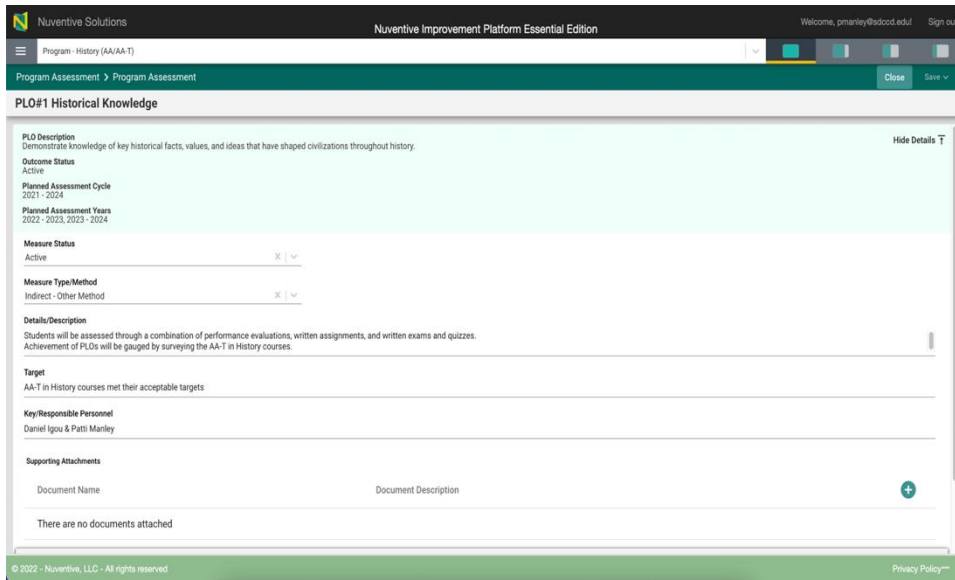 Nuventive Solutions
Nuventive Improvement Platform Essential Edition
Welcome, pmanley@sdccd.edu!
Sign ou
Program - History (AA/AA-T)
Program Assessment > Program Assessment
Close
Save
PLO#1 Historical Knowledge
PLO Description
Hide Details
Demonstrate knowledge of key historical facts, values, and ideas that have shaped civilizations throughout history.
Outcome Status
Active
Planned Assessment Cycle
2021 - 2024
Planned Assessment Years
2022 - 2023, 2023 - 2024
Measure Status
Active
Measure Type/Method
Indirect - Other Method
Details/Description
Students will be assessed through a combination of performance evaluations, written assignments, and written exams and quizzes.
Achievement of PLOs will be gauged by surveying the AA-T in History courses.
Target
AA-T in History courses met their acceptable targets
Key/Responsible Personnel
Daniel Igou & Patti Manley
Supporting Attachments
Document Name
Document Description
There are no documents attached
© 2022 - Nuventive, LLC - All rights reserved
Privacy Policy